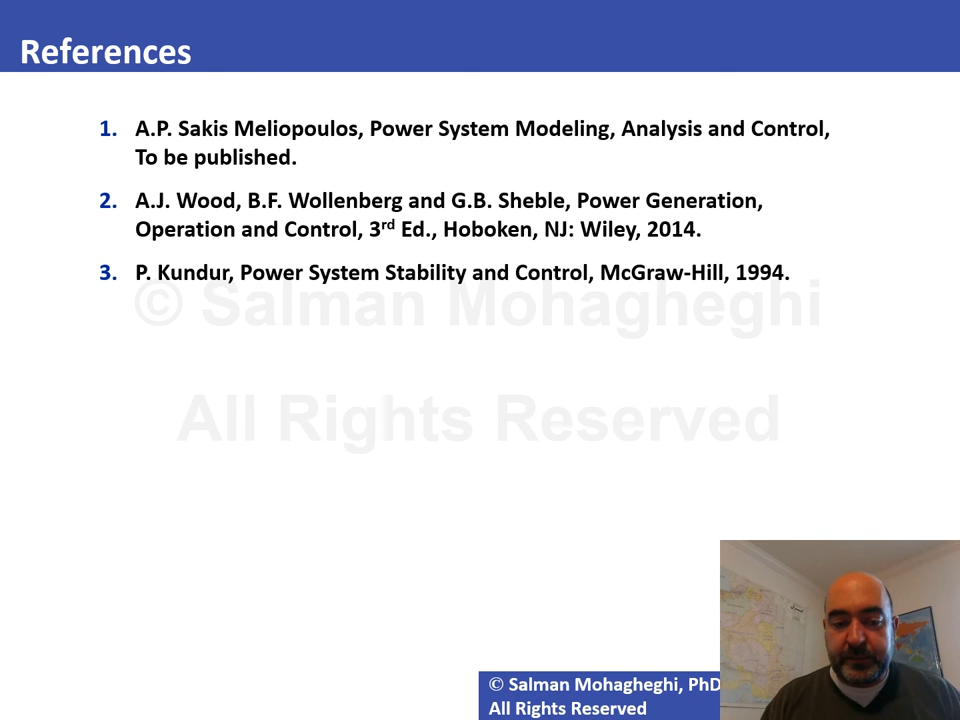 References
1. A.P. Sakis Meliopoulos, Power System Modeling, Analysis and Control,
To be published.
2. A.J. Wood, B.F. Wollenberg and G.B. Sheble, Power Generation,
Operation and Control, 3rd Ed., Hoboken, NJ: Wiley, 2014.
3. P. Kundur, Power System Stability and Control, McGraw-Hill, 1994.
© Salman Mohagheghi
All Rights Reserved
© Salman Mohagheghi, PhD
All Rights Reserved